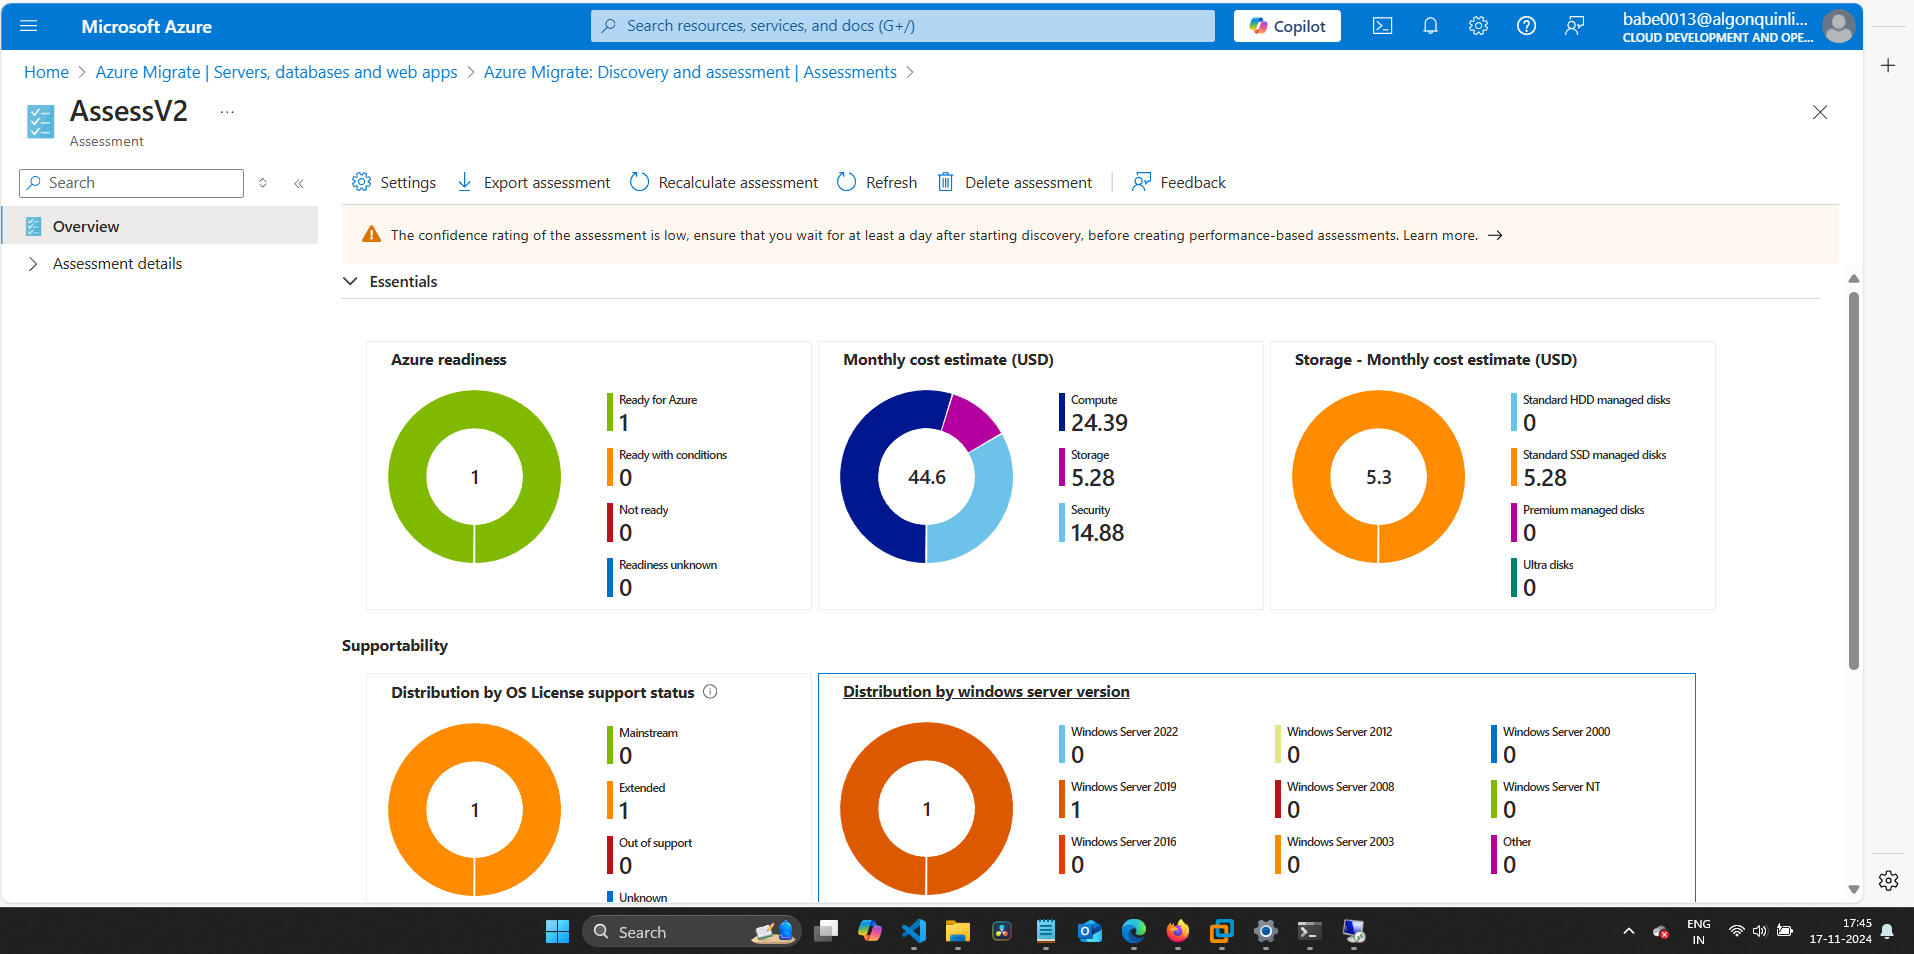 Microsoft Azure
Search resources, services, and docs (G+/)
Copilot
babe0013@algonquinli...
CLOUD DEVELOPMENT AND OPE...
Home > Azure Migrate | Servers, databases and web apps > Azure Migrate: Discovery and assessment | Assessments >
AssessV2 ...
Assessment
Search
Overview
Assessment details
Settings
Export assessment
Recalculate assessment
Refresh
Delete assessment
Feedback
The confidence rating of the assessment is low, ensure that you wait for at least a day after starting discovery, before creating performance-based assessments. Learn more. →
Essentials
Azure readiness
1
Ready for Azure
1
Ready with conditions
0
Not ready
0
Readiness unknown
0
Monthly cost estimate (USD)
44.6
Compute
24.39
Storage
5.28
Security
14.88
Storage - Monthly cost estimate (USD)
5.3
Standard HDD managed disks
0
Standard SSD managed disks
5.28
Premium managed disks
0
Ultra disks
0
Supportability
Distribution by OS License support status
1
Mainstream
0
Extended
1
Out of support
0
Unknown
Distribution by windows server version
1
Windows Server 2022
0
Windows Server 2019
1
Windows Server 2016
0
Windows Server 2012
0
Windows Server 2008
0
Windows Server 2003
0
Windows Server 2000
0
Windows Server NT
0
Other
0
Search
ENG
IN
17:45
17-11-2024